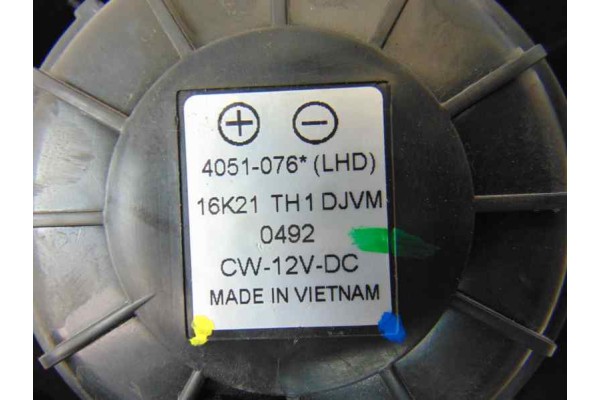 ⊕ ⊖
4051-076* (LHD)
16K21 TH1 DJVM
0492
CW-12V-DC
MADE IN VIETNAM